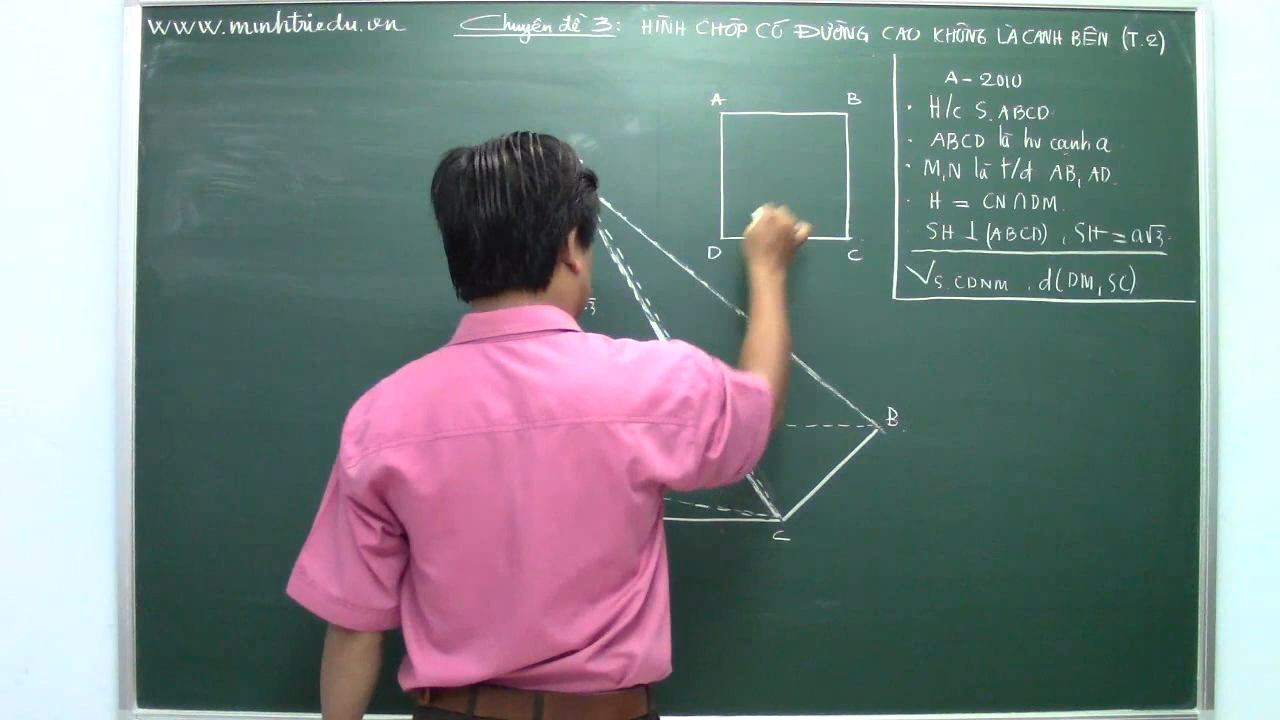 www.minhtriedu.vn
Chuyên đề 3: HÌNH CHÓP CÓ ĐƯỜNG CAO KHÔNG LÀ CẠNH BÊN (T.2)
A - 2010
• H/c S.ABCD
• ABCD là hv cạnh a
• M,N là t/đ AB, AD.
• H = CN ∩ DM.
SH ⊥ (ABCD), SH = a√3.
V S.CDNM, d(DM, SC)
A
B
D
C
√3
B
C